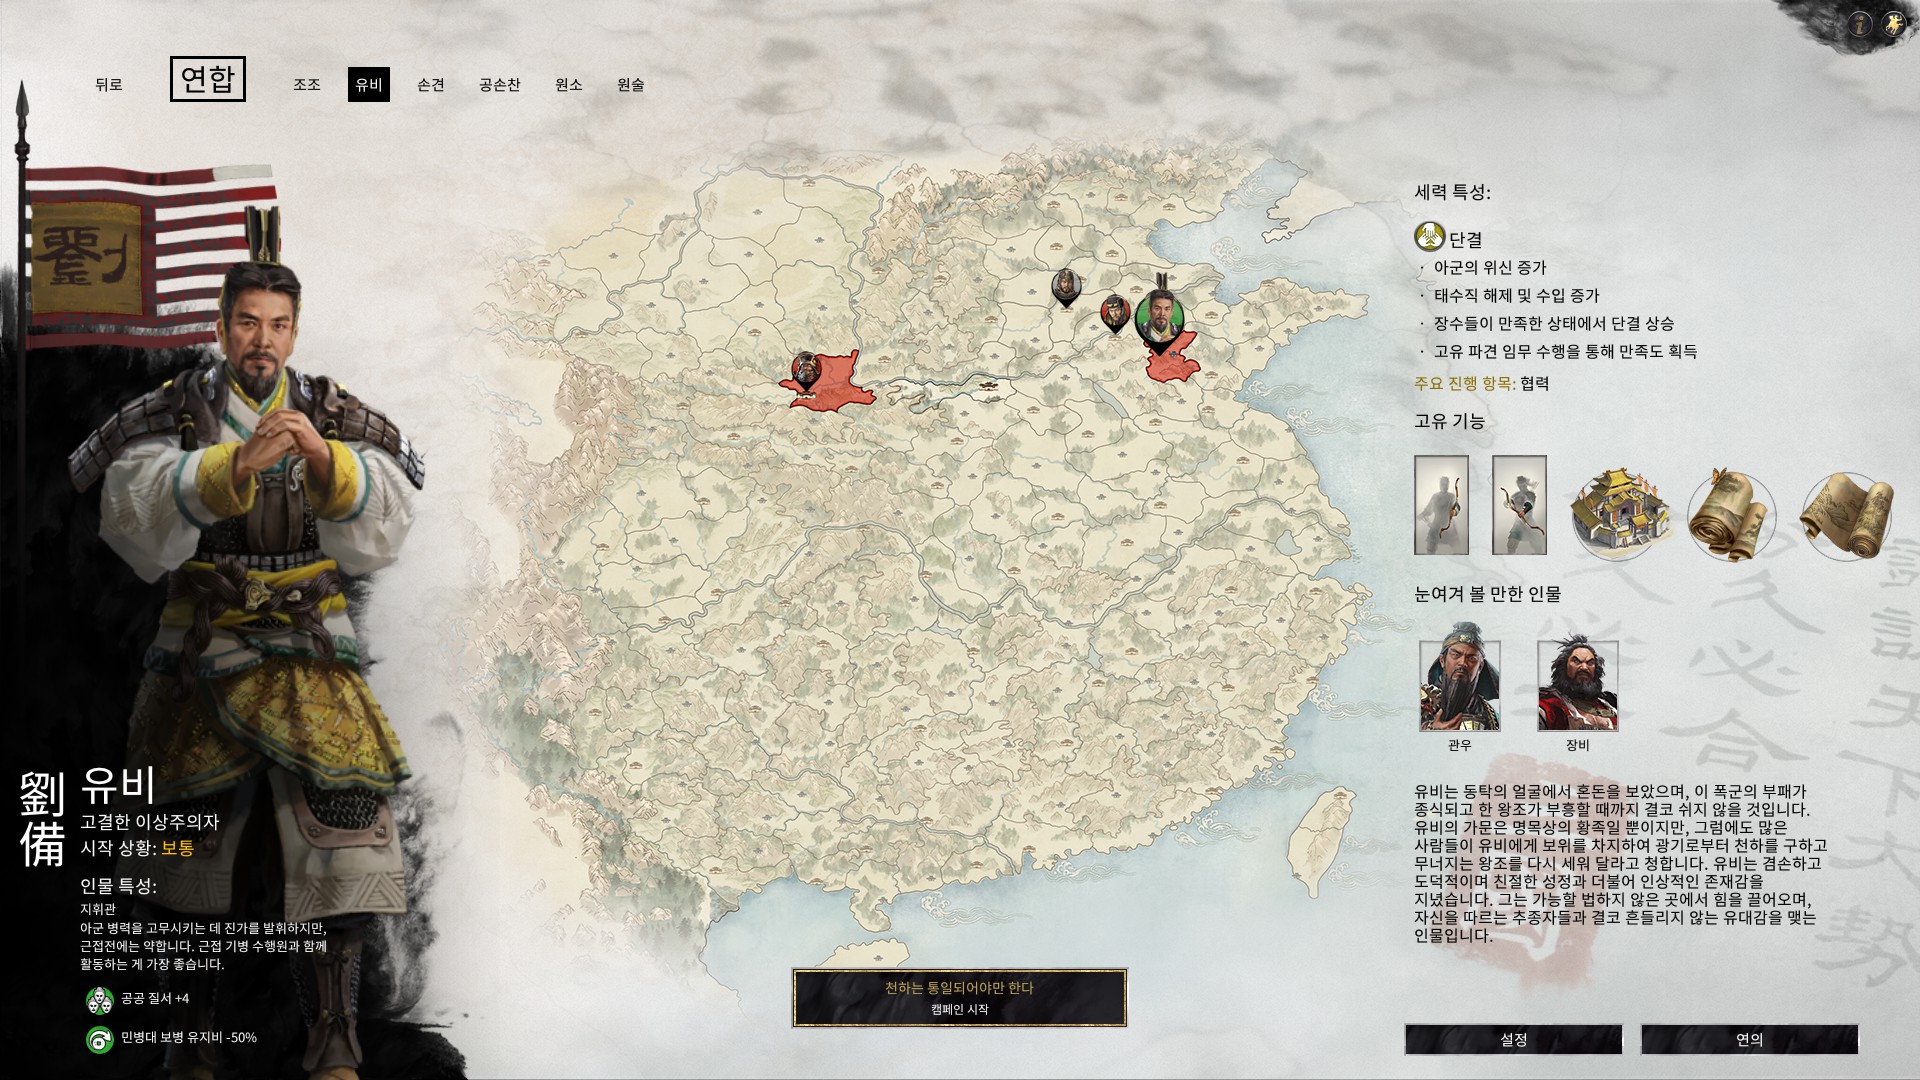 뒤로
연합
조조
유비
손견
공손찬
원소
원술
劉
劉備
유비
고결한 이상주의자
시작 상황: 보통
인물 특성:
지휘관
아군 병력을 고무시키는 데 진가를 발휘하지만,
근접전에는 약합니다. 근접 기병 수행원과 함께
활동하는 게 가장 좋습니다.
공공 질서 +4
민병대 보병 유지비 -50%
천하는 통일되어야만 한다
캠페인 시작
세력 특성:
단결
· 아군의 위신 증가
· 태수직 해제 및 수입 증가
· 장수들이 만족한 상태에서 단결 상승
· 고유 파견 임무 수행을 통해 만족도 획득
주요 진행 항목: 협력
고유 기능
눈여겨 볼 만한 인물
관우
장비
유비는 동탁의 얼굴에서 혼돈을 보았으며, 이 폭군의 부패가
종식되고 한 왕조가 부흥할 때까지 결코 쉬지 않을 것입니다.
유비의 가문은 명목상의 황족일 뿐이지만, 그럼에도 많은
사람들이 유비에게 보위를 차지하여 광기로부터 천하를 구하고
무너지는 왕조를 다시 세워 달라고 청합니다. 유비는 겸손하고
도덕적이며 친절한 성정과 더불어 인상적인 존재감을
지녔습니다. 그는 가능할 법하지 않은 곳에서 힘을 끌어오며,
자신을 따르는 추종자들과 결코 흔들리지 않는 유대감을 맺는
인물입니다.
설정
연의
天下大勢
久必合